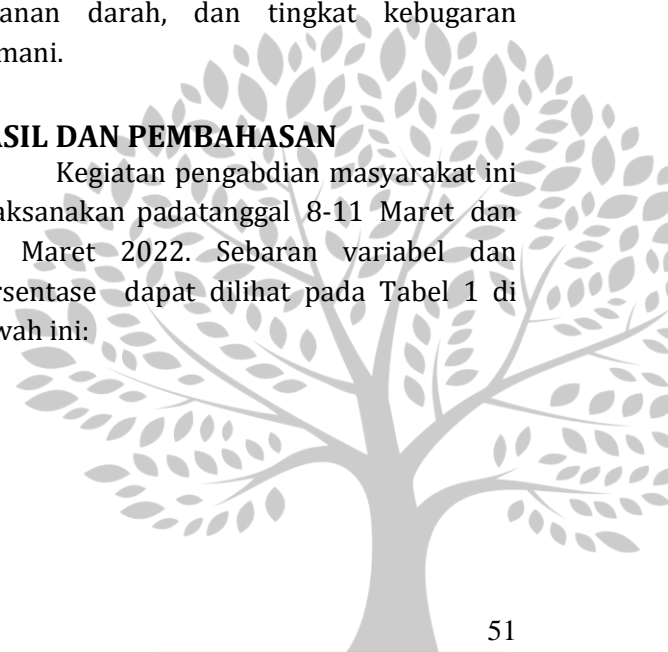 anan darah, dan tingkat kebugaran
mani.
ASIL DAN PEMBAHASAN
Kegiatan pengabdian masyarakat ini
aksanakan padatanggal 8-11 Maret dan
Maret 2022. Sebaran variabel dan
rsentase dapat dilihat pada Tabel 1 di
wah ini:
51